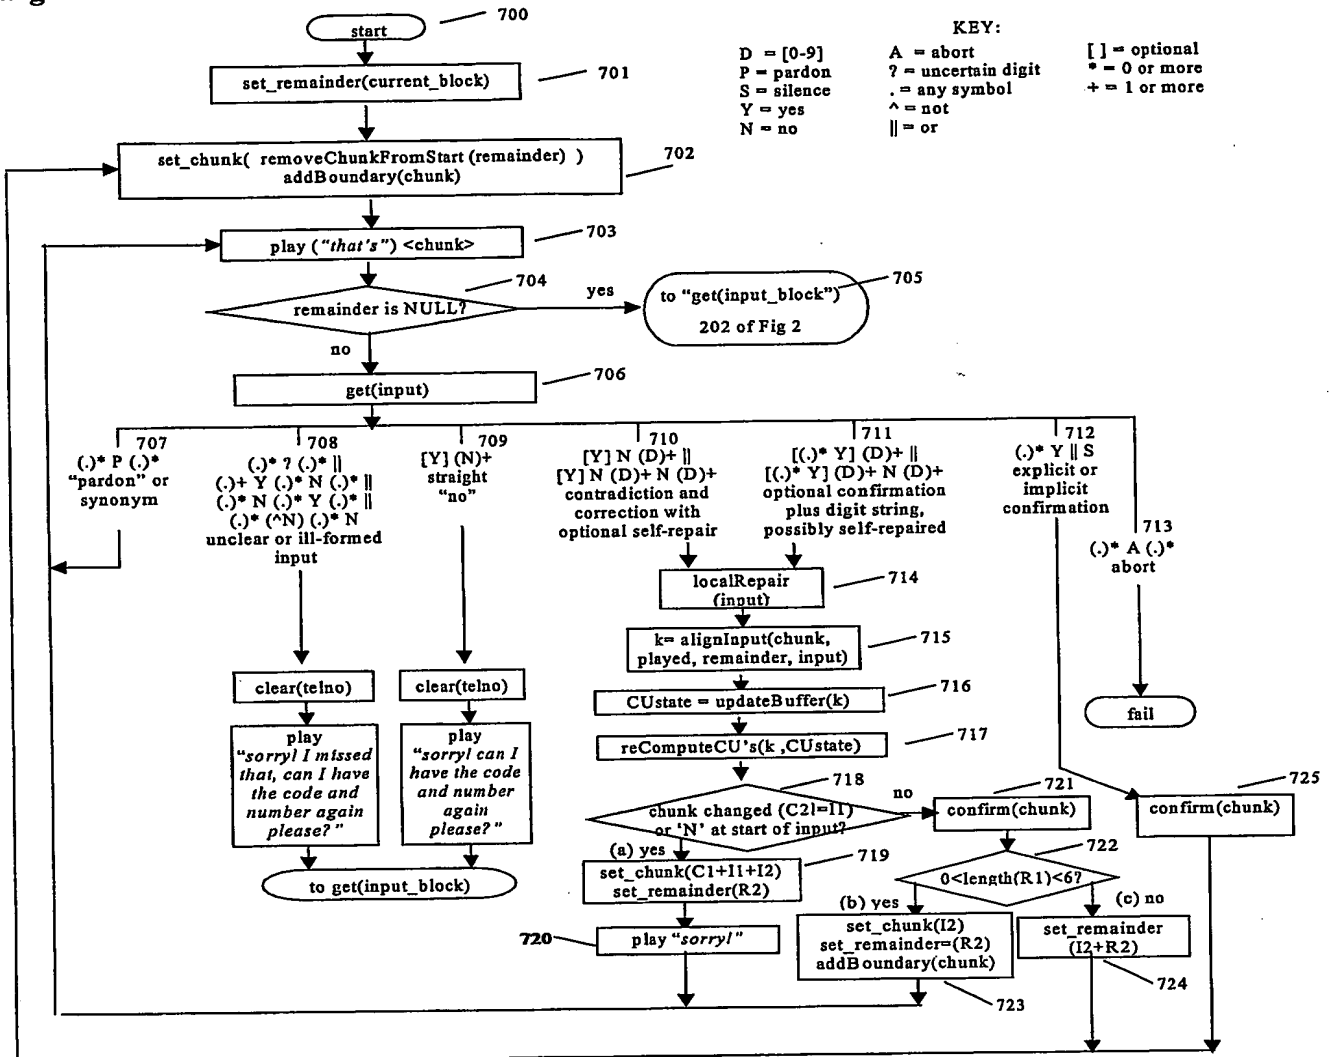 700
start
KEY:
D = [0-9]
P = pardon
S = silence
Y = yes
N = no
A = abort
? = uncertain digit
. = any symbol
^ = not
|| = or
[ ] = optional
* = 0 or more
+ = 1 or more
set_remainder(current_block)
701
set_chunk( removeChunkFromStart (remainder) )
addBoundary(chunk)
702
play ("that's") <chunk>
703
704
remainder is NULL?
yes
705
to "get(input_block")
202 of Fig 2
no
get(input)
706
707
(.)* P (.)*
"pardon" or
synonym
708
(.)* ? (.)* ||
(.)+ Y (.)* N (.)* ||
(.)* N (.)* Y (.)* ||
(.)* (^N) (.)* N
unclear or ill-formed
input
709
[Y] (N)+
straight
"no"
710
[Y] N (D)+ ||
[Y] N (D)+ N (D)+
contradiction and
correction with
optional self-repair
711
[(.)* Y] (D)+ ||
[(.)* Y] (D)+ N (D)+
optional confirmation
plus digit string,
possibly self-repaired
712
(.)* Y || S
explicit or
implicit
confirmation
713
(.)* A (.)*
abort
localRepair
(input)
714
k= alignInput(chunk,
played, remainder, input)
715
clear(telno)
clear(telno)
CUstate = updateBuffer(k)
716
fail
play
"sorry! I missed
that, can I have
the code and
number again
please? "
play
"sorry! can I
have the code
and number
again
please? "
reComputeCU's(k ,CUstate)
717
718
chunk changed (C2!=I1)
or 'N' at start of input?
no
721
confirm(chunk)
725
confirm(chunk)
to get(input_block)
(a) yes
719
set_chunk(C1+I1+I2)
set_remainder(R2)
722
0<length(R1)<6?
(b) yes
(c) no
720
play "sorry!"
set_chunk(I2)
set_remainder=(R2)
addBoundary(chunk)
723
set_remainder
(I2+R2)
724